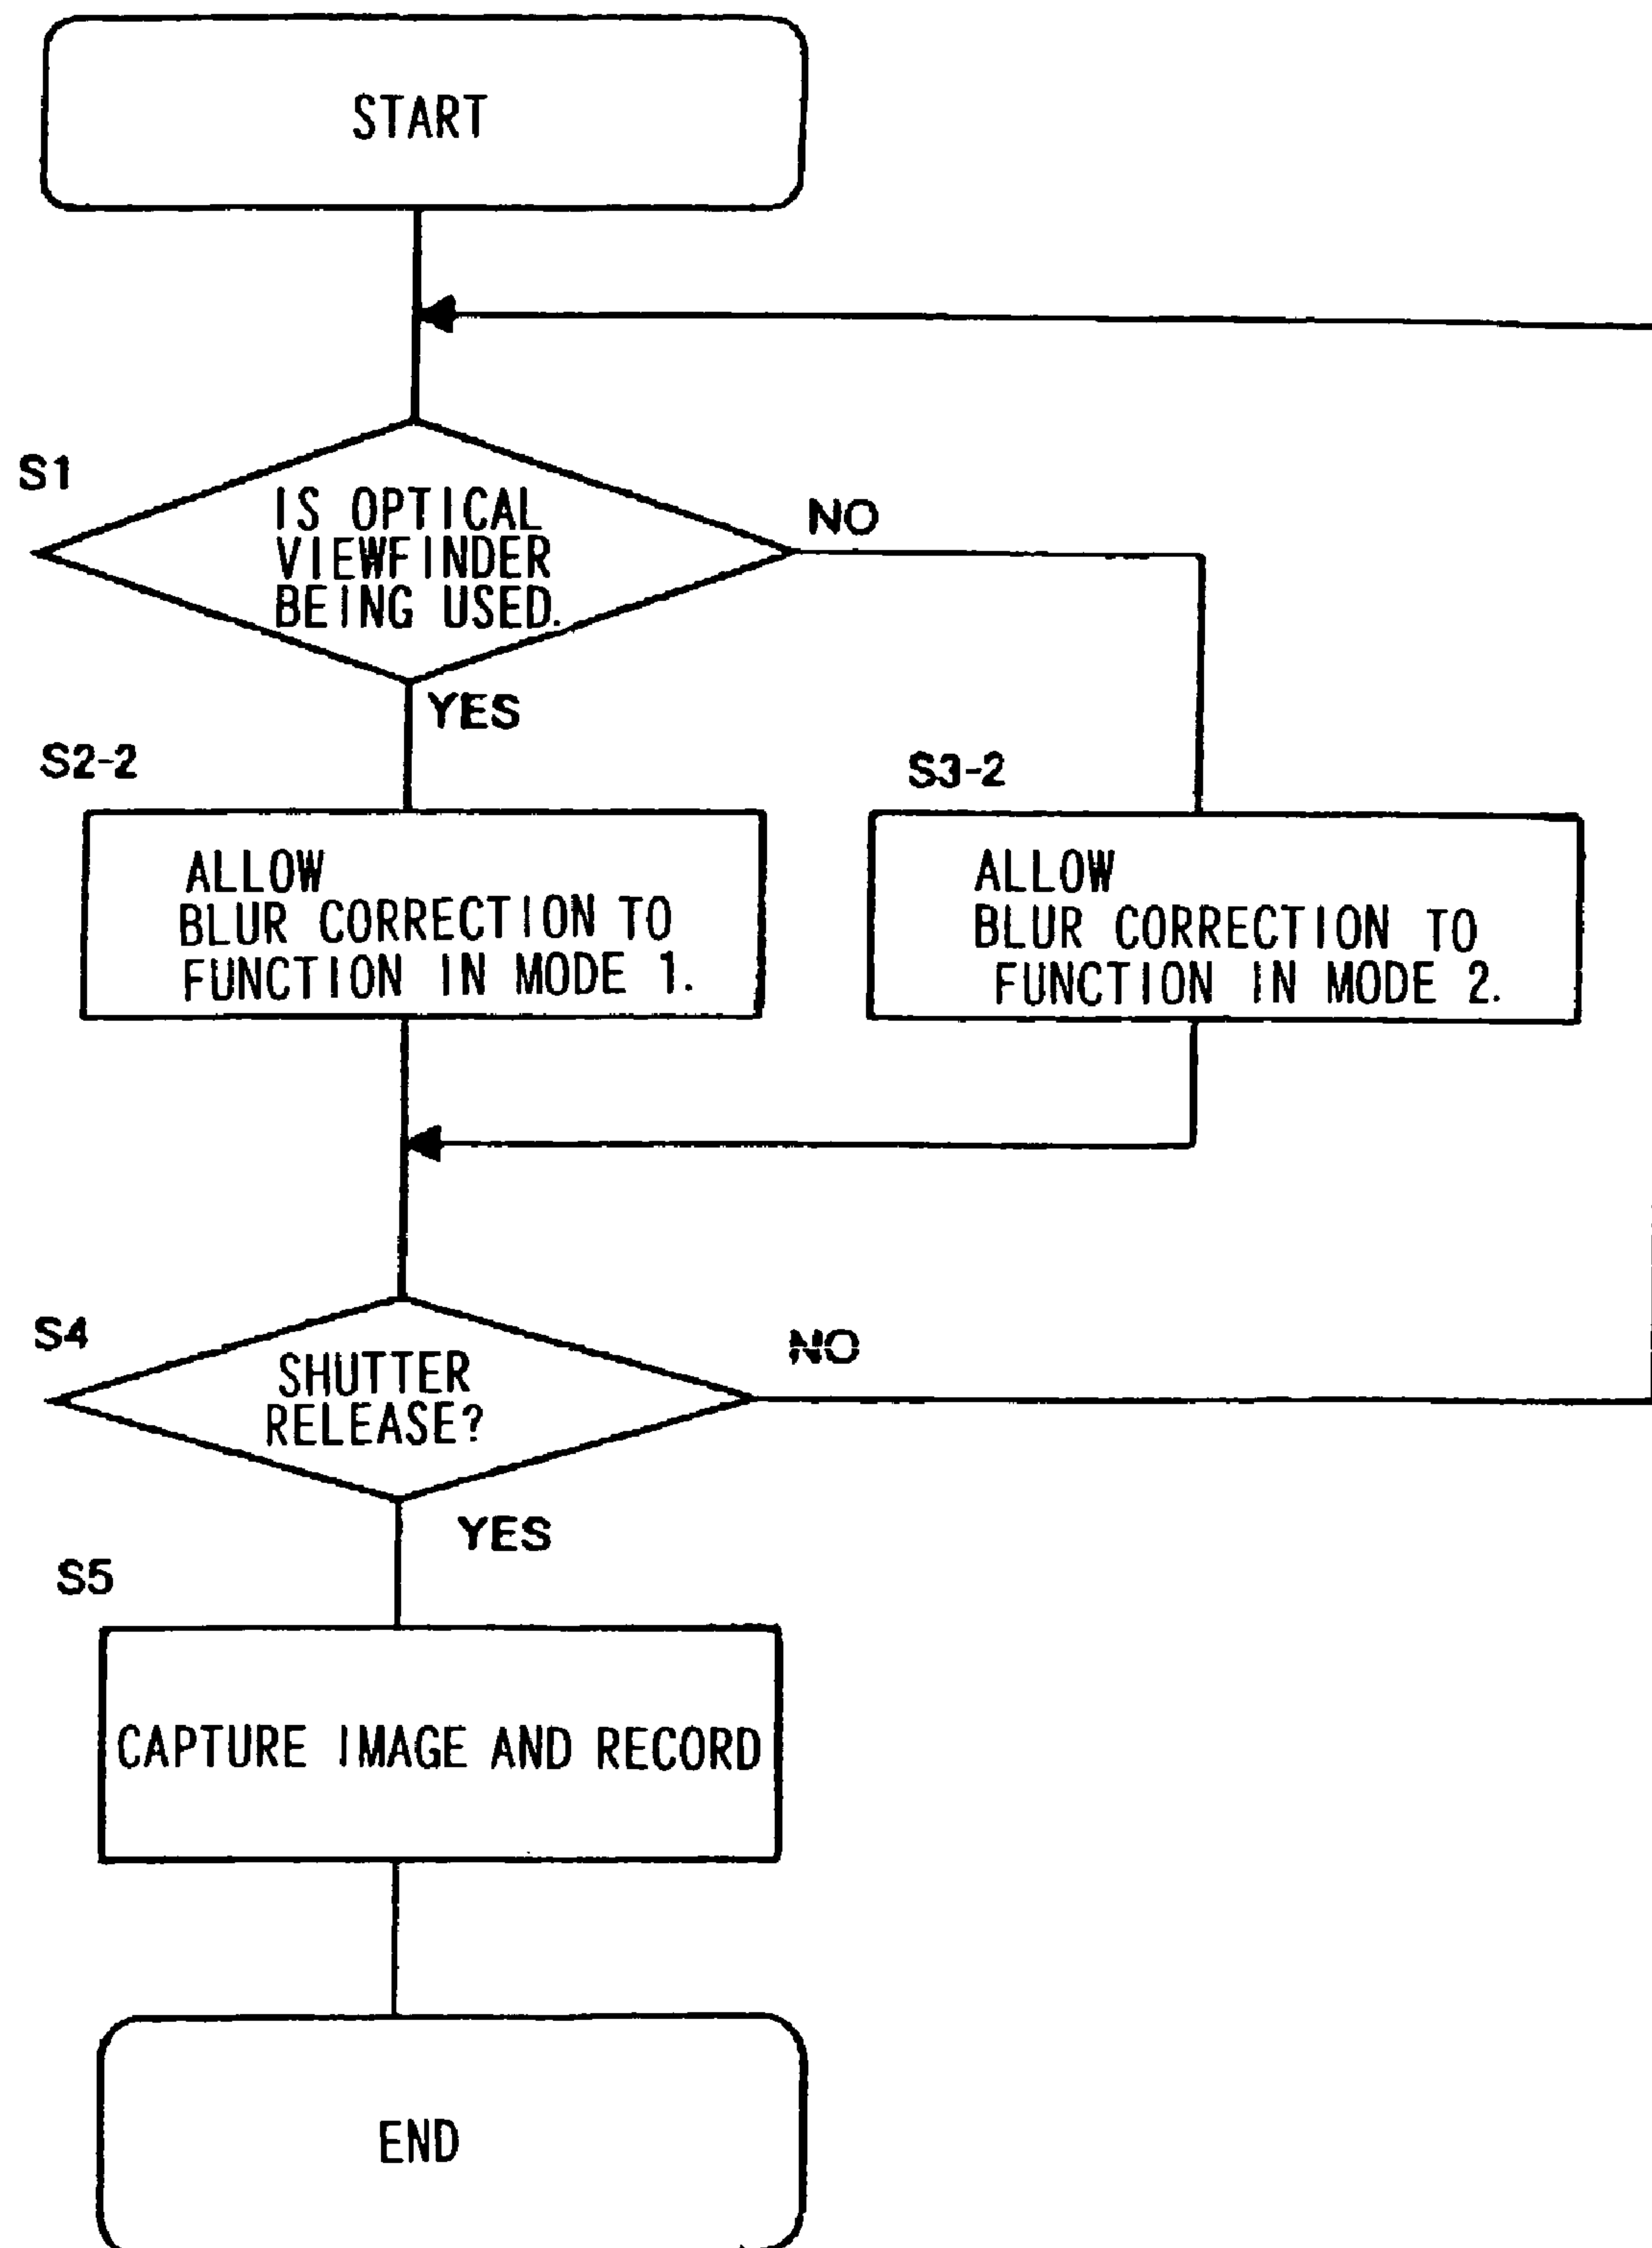 START
S1
IS OPTICAL
VIEWFINDER
BEING USED.
NO
YES
S2-2
ALLOW
BLUR CORRECTION TO
FUNCTION IN MODE 1.
S3-2
ALLOW
BLUR CORRECTION TO
FUNCTION IN MODE 2.
S4
SHUTTER
RELEASE?
NO
YES
S5
CAPTURE IMAGE AND RECORD
END